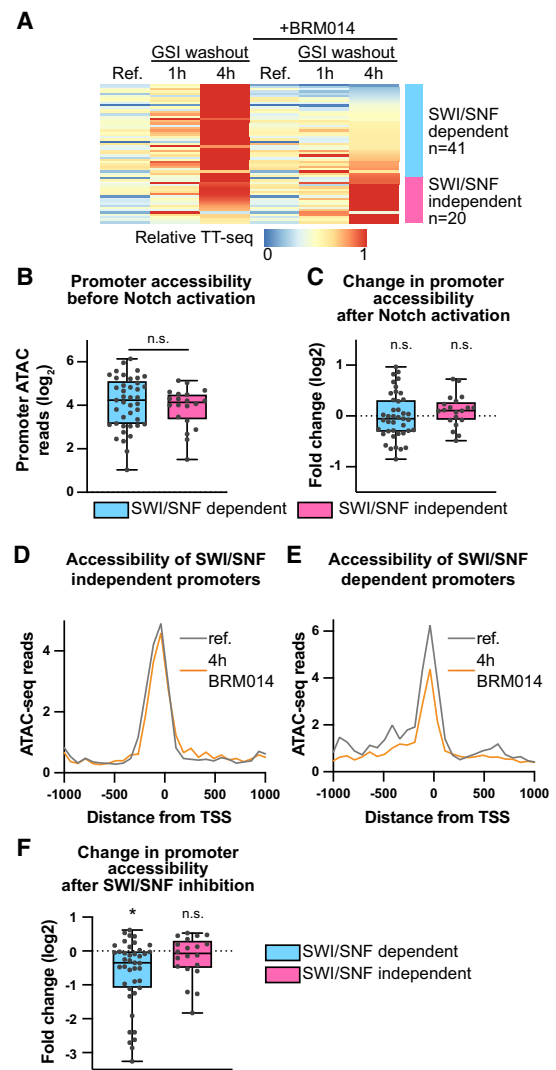 A
+BRM014
GSI washout
GSI washout
Ref. 1h 4h Ref. 1h 4h
SWI/SNF
dependent
n=41
SWI/SNF
independent
n=20
Relative TT-seq
0 1
B
Promoter accessibility
before Notch activation
n.s.
Promoter ATAC
reads (log2)
6
4
2
0
C
Change in promoter
accessibility
after Notch activation
n.s. n.s.
Fold change (log2)
1
0
-1
SWI/SNF dependent SWI/SNF independent
D
Accessibility of SWI/SNF
independent promoters
ATAC-seq reads
4
2
0
ref.
4h
BRM014
-1000 -500 0 500 1000
Distance from TSS
E
Accessibility of SWI/SNF
dependent promoters
ATAC-seq reads
6
4
2
0
ref.
4h
BRM014
-1000 -500 0 500 1000
Distance from TSS
F
Change in promoter
accessibility
after SWI/SNF inhibition
* n.s.
Fold change (log2)
1
0
-1
-2
-3
SWI/SNF dependent
SWI/SNF independent